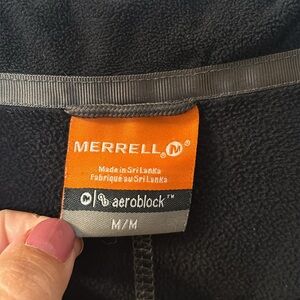 MERRELL M®
Made in Sri Lanka
Fabriqué au Sri Lanka
aeroblock™
M/M